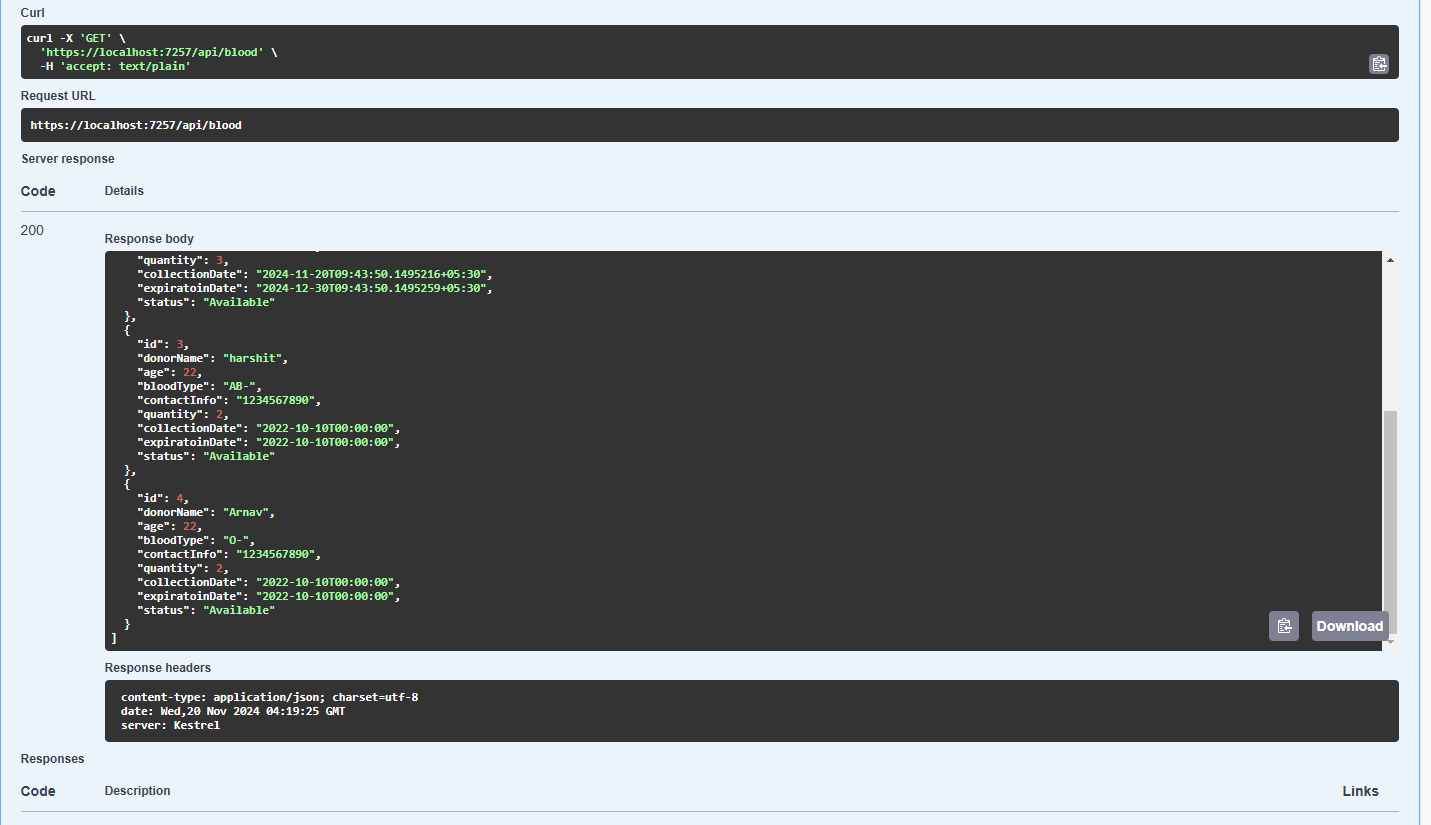 Curl
curl -X 'GET' \
  'https://localhost:7257/api/blood' \
  -H 'accept: text/plain'
Request URL
https://localhost:7257/api/blood
Server response
Code Details
200
Response body
    "quantity": 3,
    "collectionDate": "2024-11-20T09:43:50.1495216+05:30",
    "expiratoinDate": "2024-12-30T09:43:50.1495259+05:30",
    "status": "Available"
  },
  {
    "id": 3,
    "donorName": "harshit",
    "age": 22,
    "bloodType": "AB-",
    "contactInfo": "1234567890",
    "quantity": 2,
    "collectionDate": "2022-10-10T00:00:00",
    "expiratoinDate": "2022-10-10T00:00:00",
    "status": "Available"
  },
  {
    "id": 4,
    "donorName": "Arnav",
    "age": 22,
    "bloodType": "O-",
    "contactInfo": "1234567890",
    "quantity": 2,
    "collectionDate": "2022-10-10T00:00:00",
    "expiratoinDate": "2022-10-10T00:00:00",
    "status": "Available"
  }
]
Download
Response headers
content-type: application/json; charset=utf-8
date: Wed,20 Nov 2024 04:19:25 GMT
server: Kestrel
Responses
Code Description Links